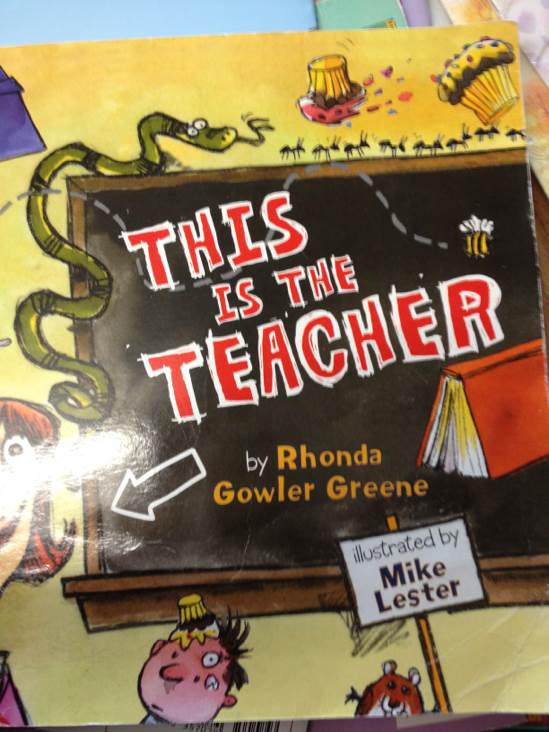 THIS
IS THE
TEACHER
by Rhonda
Gowler Greene
illustrated by
Mike
Lester